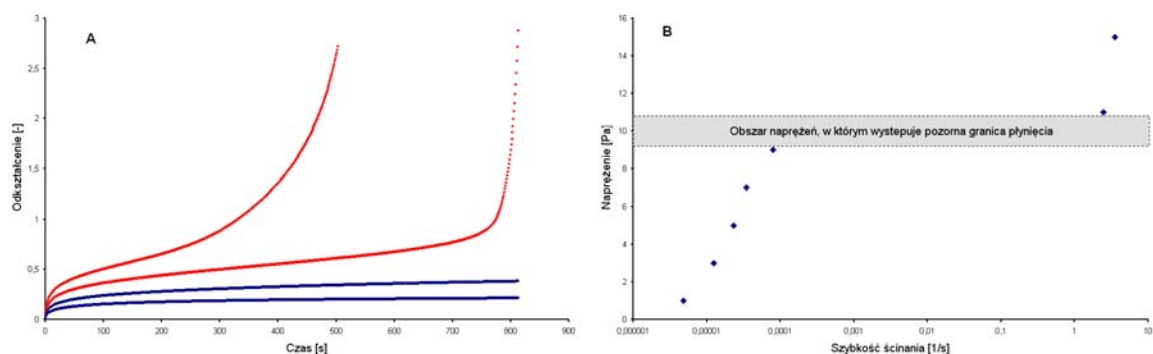 A
3
2,5
2
1,5
1
0,5
0
Odkształcenie [-]
0 100 200 300 400 500 600 700 800 900
Czas [s]
B
16
14
12
10
8
6
4
2
0
Naprężenie [Pa]
Obszar naprężeń, w którym wystepuje pozorna granica płynięcia
0,000001 0,00001 0,0001 0,001 0,01 0,1 1 10
Szybkość ścinania [1/s]